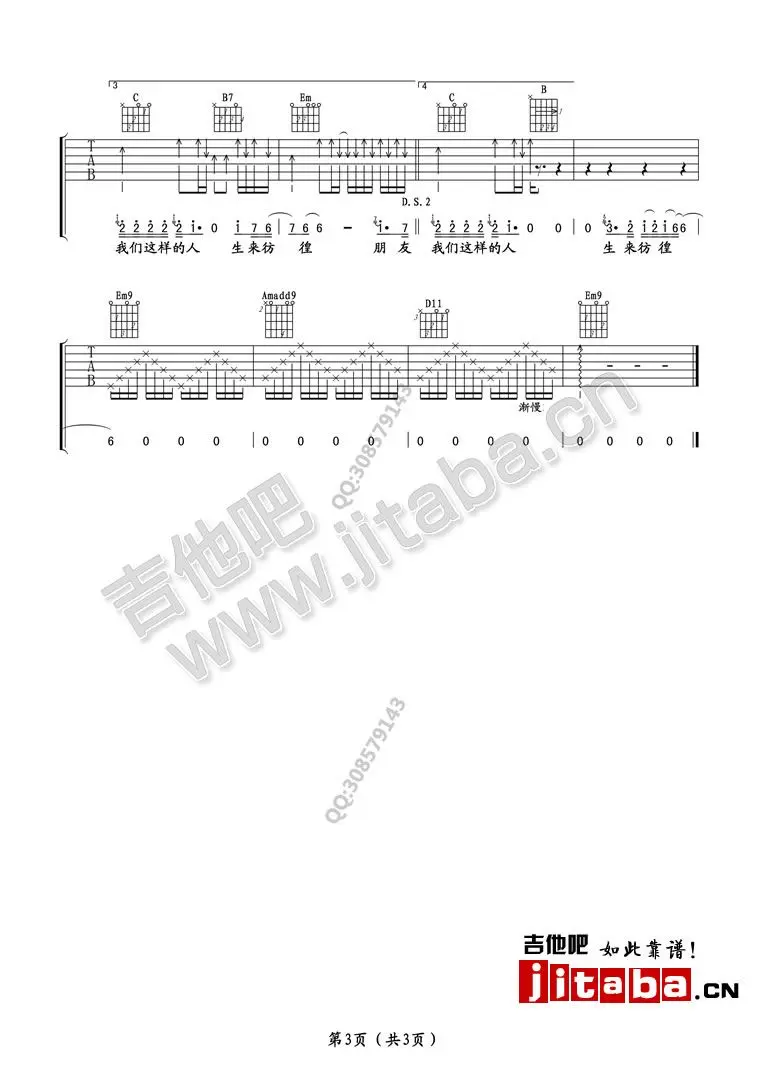 3 4
C B7 Em C B
T
A
B
D.S.2
2 2 2 2 2 i• 0 i 7 6 | 7 6 6 - i• 7 || 2 2 2 2 2 i• 0 0 | 0 3• 2 i 2 i 6 6
我们这样的人 生来彷 徨 朋友 我们这样的人 生来彷徨
Em9 Amadd9 D11 Em9
T
A
B
渐慢
6 0 0 0 | 0 0 0 0 | 0 0 0 0 | 0 0 0 0
QQ:308579143
吉他吧
www.jitaba.cn
QQ:308579143
吉他吧 如此靠谱!
jitaba.CN
第3页（共3页）